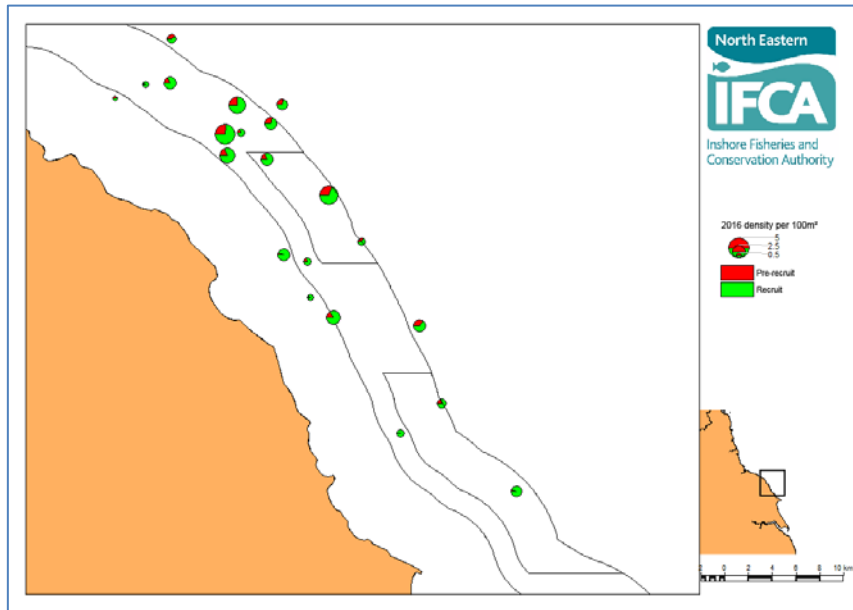 North Eastern
IFCA
Inshore Fisheries and
Conservation Authority
2016 density per 100m²
5
2.5
0.5
Pre-recruit
Recruit
2 0 2 4 6 8 10 km